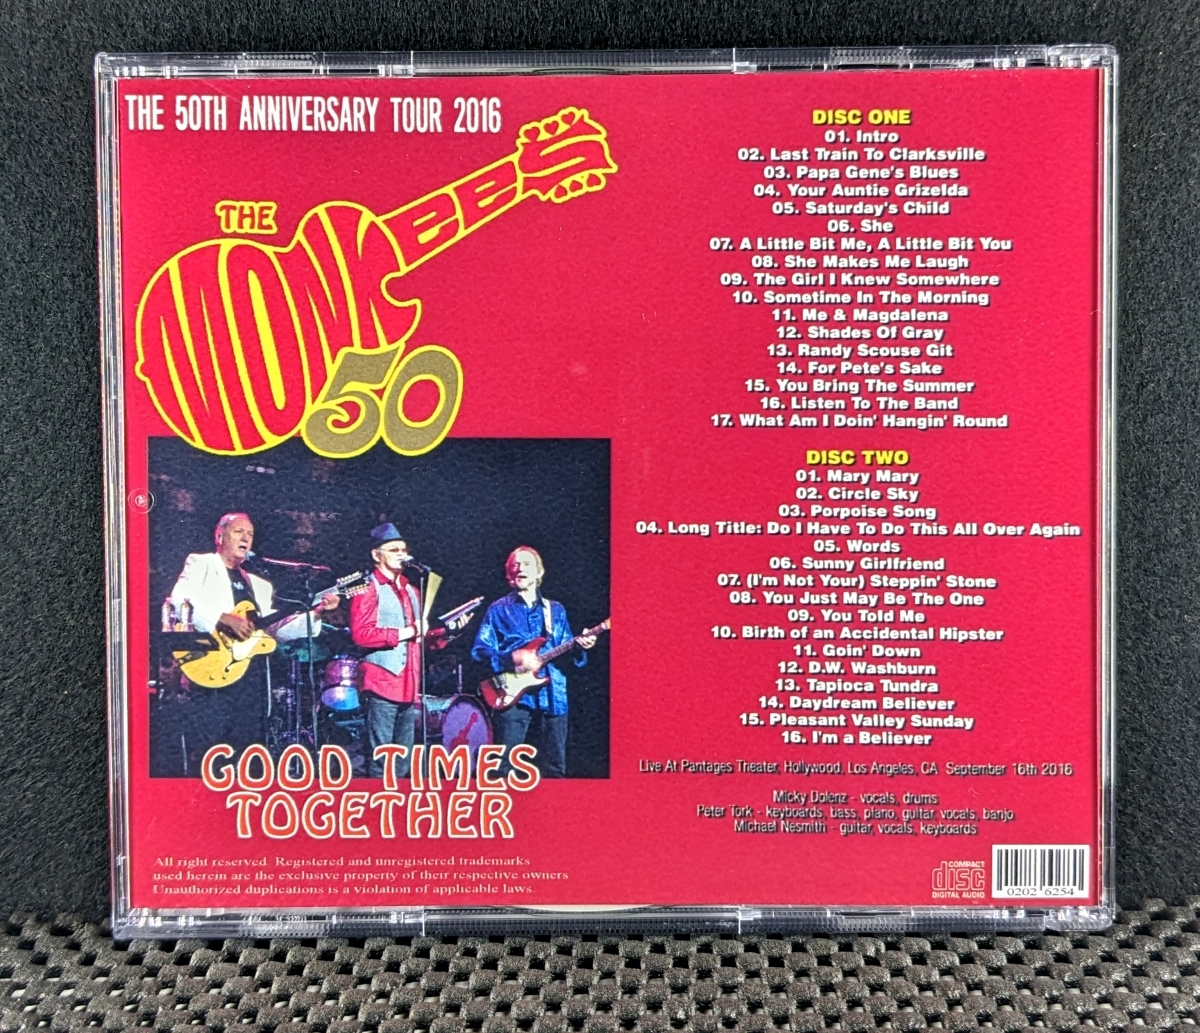 THE 50TH ANNIVERSARY TOUR 2016
THE
MONKEES
50
GOOD TIMES
TOGETHER
All right reserved. Registered and unregistered trademarks
used herein are the exclusive property of their respective owners
Unauthorized duplications is a violation of applicable laws.
DISC ONE
01. Intro
02. Last Train To Clarksville
03. Papa Gene's Blues
04. Your Auntie Grizelda
05. Saturday's Child
06. She
07. A Little Bit Me, A Little Bit You
08. She Makes Me Laugh
09. The Girl I Knew Somewhere
10. Sometime In The Morning
11. Me & Magdalena
12. Shades Of Gray
13. Randy Scouse Git
14. For Pete's Sake
15. You Bring The Summer
16. Listen To The Band
17. What Am I Doin' Hangin' Round
DISC TWO
01. Mary Mary
02. Circle Sky
03. Porpoise Song
04. Long Title: Do I Have To Do This All Over Again
05. Words
06. Sunny Girlfriend
07. (I'm Not Your) Steppin' Stone
08. You Just May Be The One
09. You Told Me
10. Birth of an Accidental Hipster
11. Goin' Down
12. D.W. Washburn
13. Tapioca Tundra
14. Daydream Believer
15. Pleasant Valley Sunday
16. I'm a Believer
Live At Pantages Theater, Hollywood, Los Angeles, CA September 16th 2016
Micky Dolenz - vocals, drums
Peter Tork - keyboards, bass, piano, guitar, vocals, banjo
Michael Nesmith - guitar, vocals, keyboards
COMPACT
disc
DIGITAL AUDIO
0202 6254